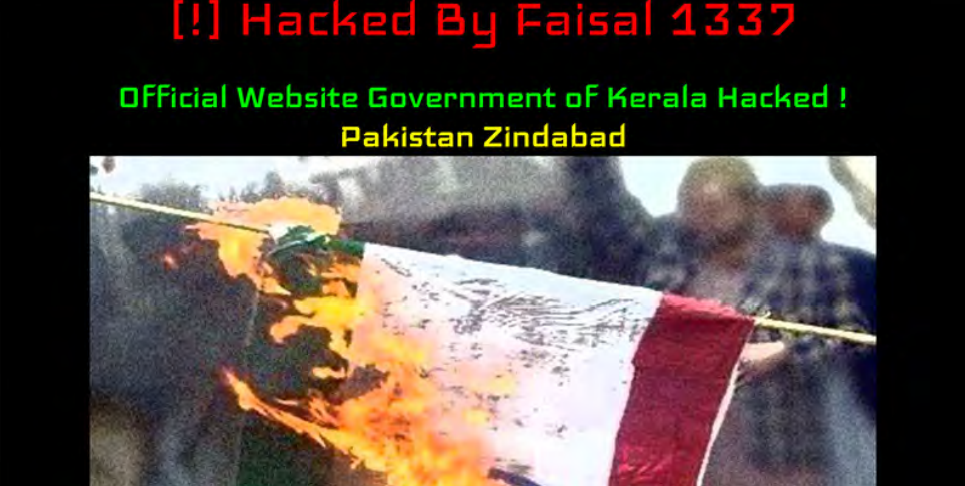 [!] Hacked By Faisal 1337
Official Website Government of Kerala Hacked !
Pakistan Zindabad